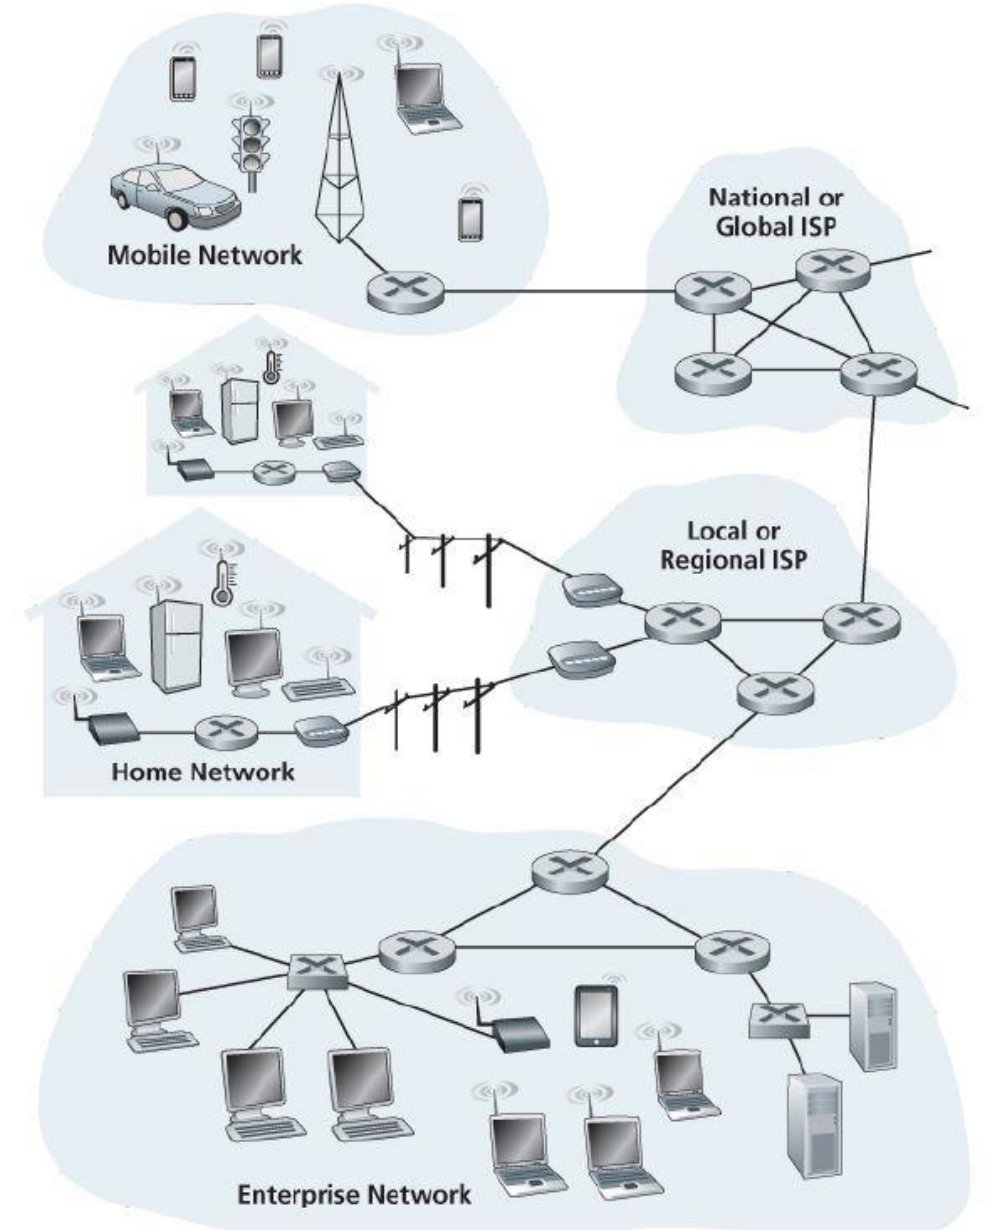 National or
Global ISP
Mobile Network
Local or
Regional ISP
Home Network
Enterprise Network